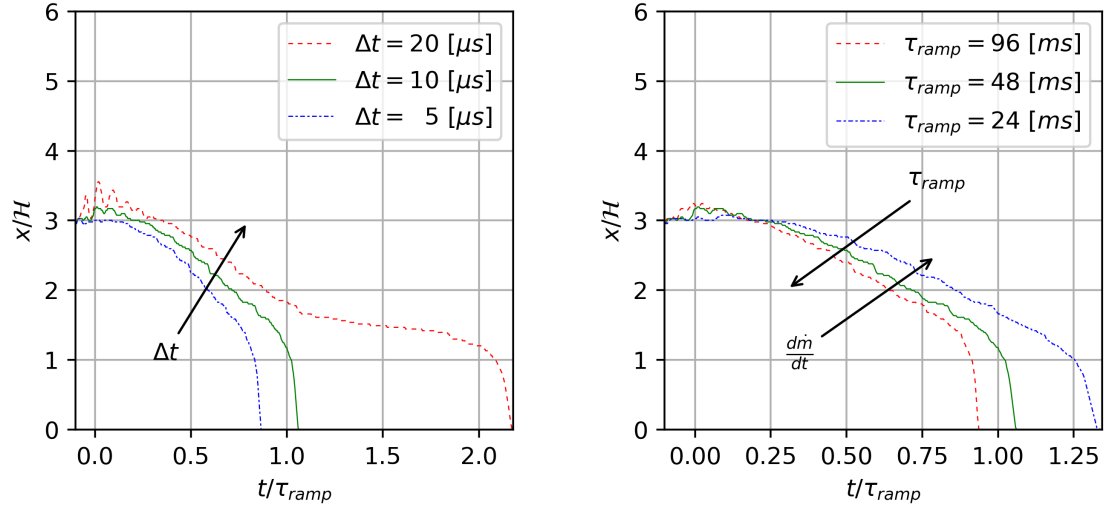 6
5
4
3
2
1
0
x/ℋ
Δt = 20 [μs]
Δt = 10 [μs]
Δt = 5 [μs]
Δt
0.0 0.5 1.0 1.5 2.0
t/τ_ramp
6
5
4
3
2
1
0
x/ℋ
τ_ramp = 96 [ms]
τ_ramp = 48 [ms]
τ_ramp = 24 [ms]
τ_ramp
dṁ
dt
0.00 0.25 0.50 0.75 1.00 1.25
t/τ_ramp